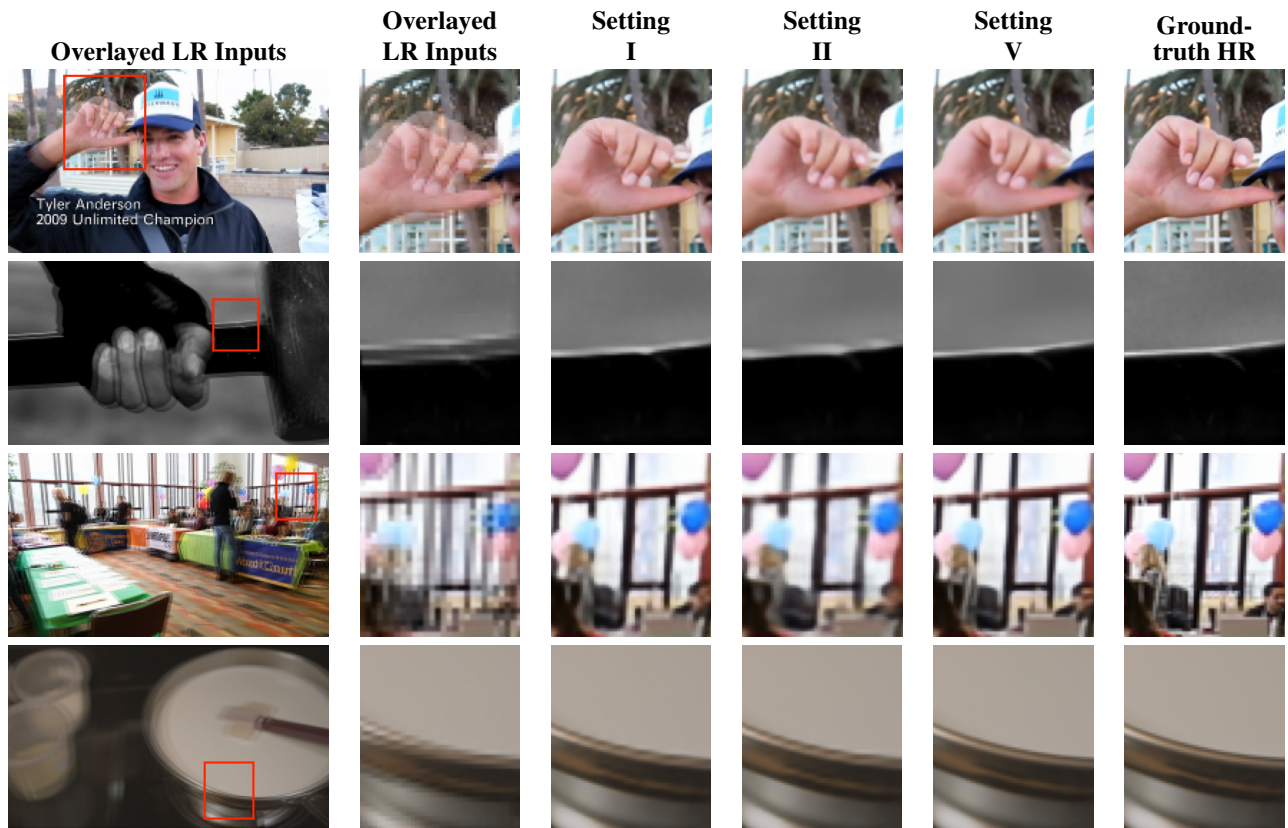 Overlayed LR Inputs
Overlayed
LR Inputs
Setting
I
Setting
II
Setting
V
Ground-
truth HR
Tyler Anderson
2009 Unlimited Champion